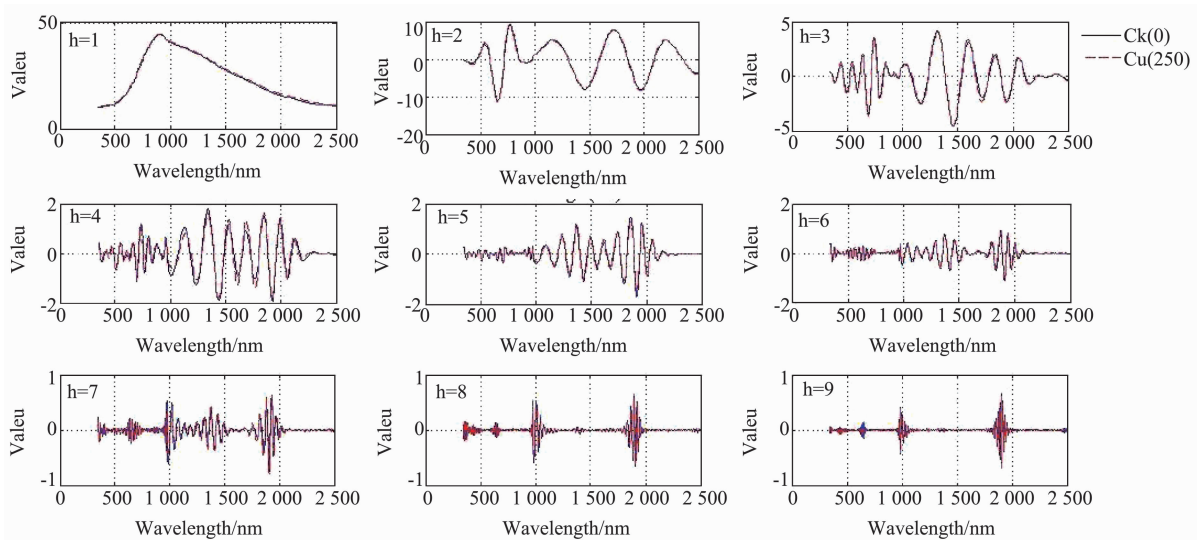 50
h=1
Valeu
0
0 500 1 000 1 500 2 000 2 500
Wavelength/nm
10
h=2
0
Valeu
-10
-20
0 500 1 000 1 500 2 000 2 500
Wavelength/nm
5
h=3
Valeu
0
-5
0 500 1 000 1 500 2 000 2 500
Wavelength/nm
Ck(0)
Cu(250)
2
h=4
Valeu
0
-2
0 500 1 000 1 500 2 000 2 500
Wavelength/nm
2
h=5
Valeu
0
-2
0 500 1 000 1 500 2 000 2 500
Wavelength/nm
2
h=6
Valeu
0
-2
0 500 1 000 1 500 2 000 2 500
Wavelength/nm
1
h=7
Valeu
0
-1
0 500 1 000 1 500 2 000 2 500
Wavelength/nm
1
h=8
Valeu
0
-1
0 500 1 000 1 500 2 000 2 500
Wavelength/nm
1
h=9
Valeu
0
-1
0 500 1 000 1 500 2 000 2 500
Wavelength/nm